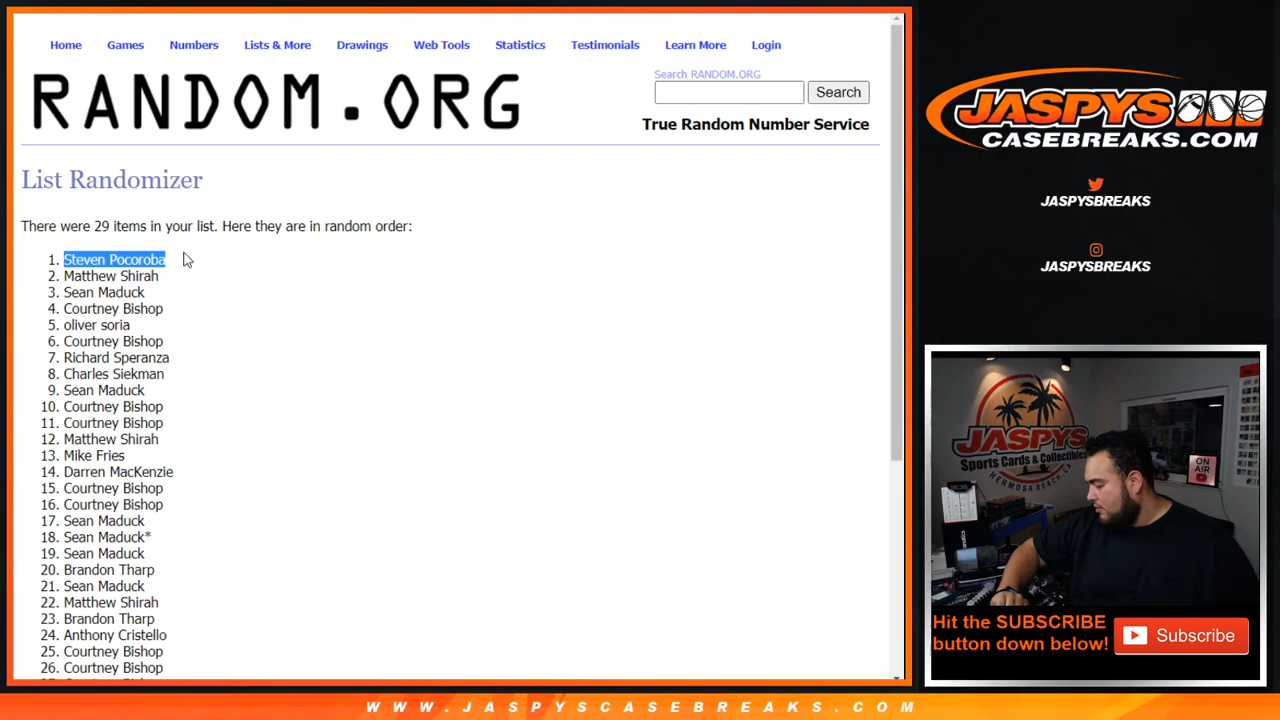 Home Games Numbers Lists & More Drawings Web Tools Statistics Testimonials Learn More Login
RANDOM.ORG
Search RANDOM.ORG
Search
True Random Number Service
List Randomizer
There were 29 items in your list. Here they are in random order:
1. Steven Pocoroba
2. Matthew Shirah
3. Sean Maduck
4. Courtney Bishop
5. oliver soria
6. Courtney Bishop
7. Richard Speranza
8. Charles Siekman
9. Sean Maduck
10. Courtney Bishop
11. Courtney Bishop
12. Matthew Shirah
13. Mike Fries
14. Darren MacKenzie
15. Courtney Bishop
16. Courtney Bishop
17. Sean Maduck
18. Sean Maduck*
19. Sean Maduck
20. Brandon Tharp
21. Sean Maduck
22. Matthew Shirah
23. Brandon Tharp
24. Anthony Cristello
25. Courtney Bishop
26. Courtney Bishop
JASPYS
CASEBREAKS.COM
JASPYSBREAKS
JASPYSBREAKS
JASPYS
Sports Cards & Collectibles
HERMOSA BEACH, CA
ON
AIR
Hit the SUBSCRIBE
button down below!
Subscribe
WWW.JASPYSCASEBREAKS.COM